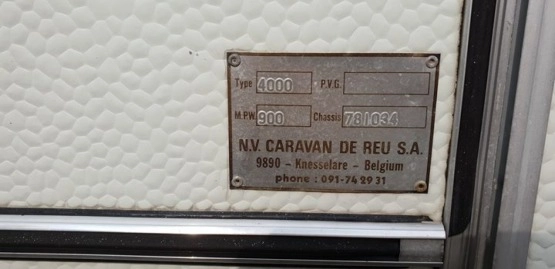 Type 4000 P.V.G.
M.P.W. 900 Chassis 781034
N.V. CARAVAN DE REU S.A.
9890 - Knesselare - Belgium
phone : 091-74 29 31